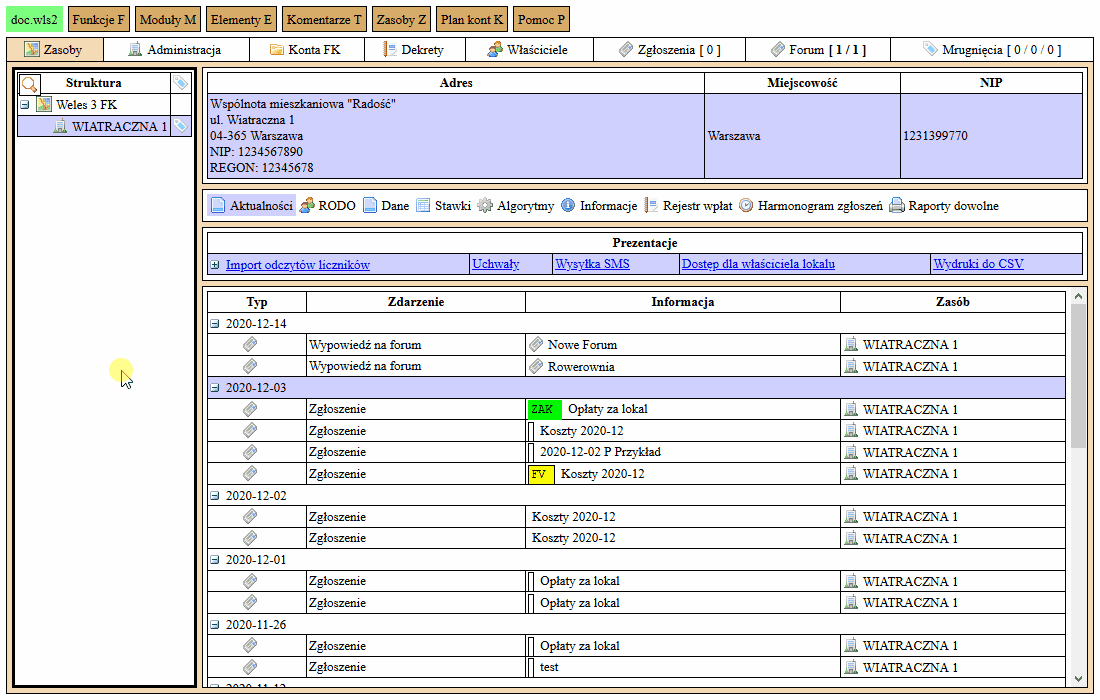 doc.wls2 Funkcje F Moduły M Elementy E Komentarze T Zasoby Z Plan kont K Pomoc P
Zasoby Administracja Konta FK Dekrety Właściciele Zgłoszenia [ 0 ] Forum [ 1 / 1 ] Mrugnięcia [ 0 / 0 / 0 ]
Struktura
Weles 3 FK
WIATRACZNA 1
Adres Miejscowość NIP
Wspólnota mieszkaniowa "Radość"
ul. Wiatraczna 1
04-365 Warszawa
NIP: 1234567890
REGON: 12345678
Warszawa
1231399770
Aktualności RODO Dane Stawki Algorytmy Informacje Rejestr wpłat Harmonogram zgłoszeń Raporty dowolne
Prezentacje
Import odczytów liczników Uchwały Wysyłka SMS Dostęp dla właściciela lokalu Wydruki do CSV
Typ Zdarzenie Informacja Zasób
2020-12-14
Wypowiedź na forum Nowe Forum WIATRACZNA 1
Wypowiedź na forum Rowerownia WIATRACZNA 1
2020-12-03
Zgłoszenie ZAK Opłaty za lokal WIATRACZNA 1
Zgłoszenie Koszty 2020-12 WIATRACZNA 1
Zgłoszenie 2020-12-02 P Przykład WIATRACZNA 1
Zgłoszenie FV Koszty 2020-12 WIATRACZNA 1
2020-12-02
Zgłoszenie Koszty 2020-12 WIATRACZNA 1
Zgłoszenie Koszty 2020-12 WIATRACZNA 1
2020-12-01
Zgłoszenie Opłaty za lokal WIATRACZNA 1
Zgłoszenie Opłaty za lokal WIATRACZNA 1
2020-11-26
Zgłoszenie Opłaty za lokal WIATRACZNA 1
Zgłoszenie test WIATRACZNA 1